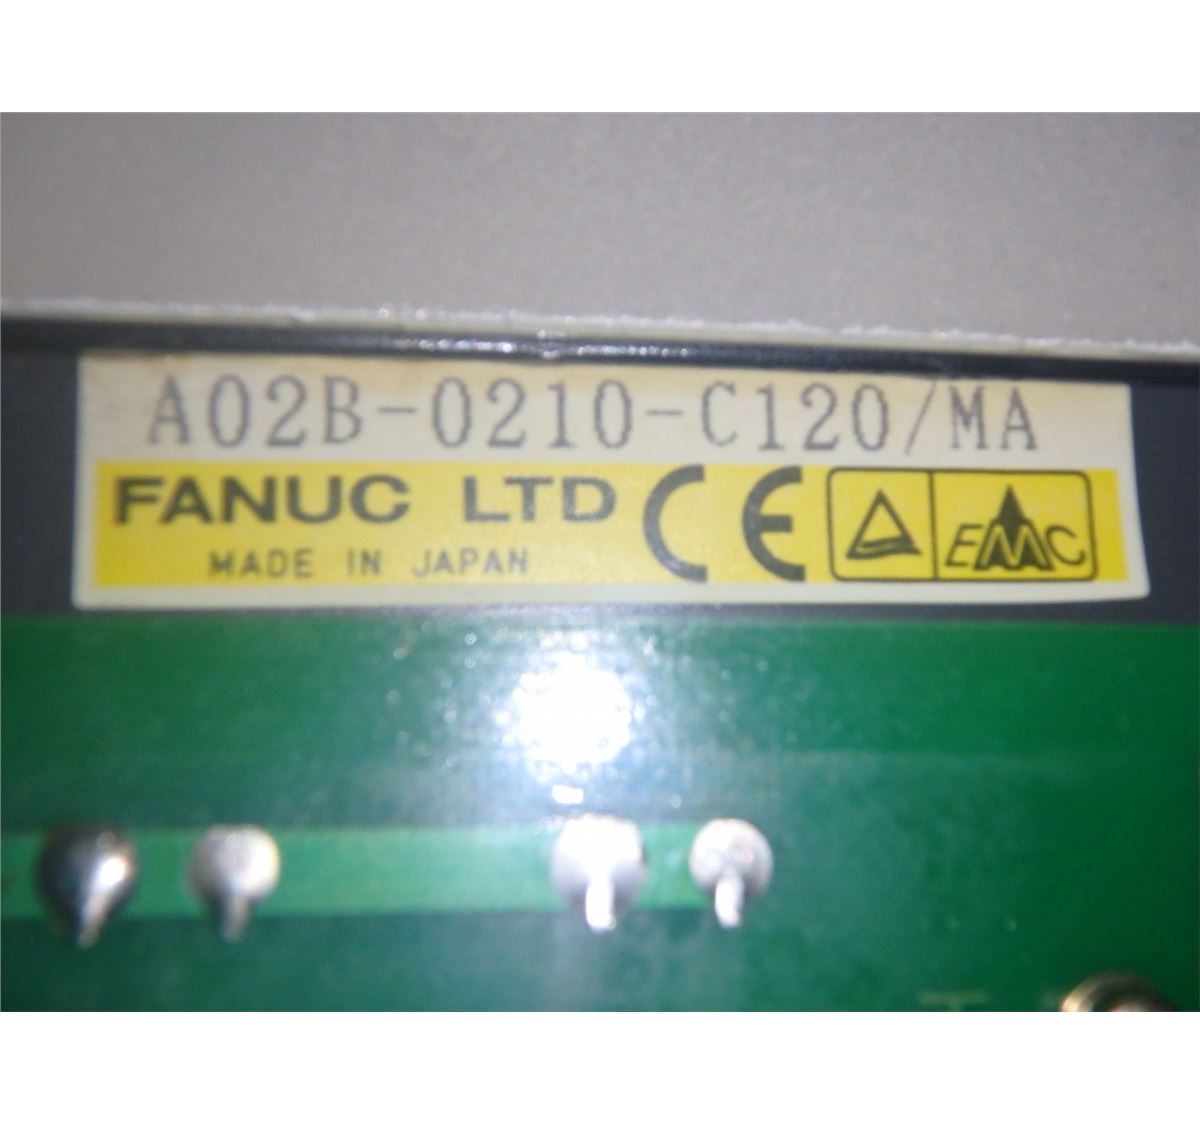 A02B-0210-C120/MA
FANUC LTD CE EMC
MADE IN JAPAN